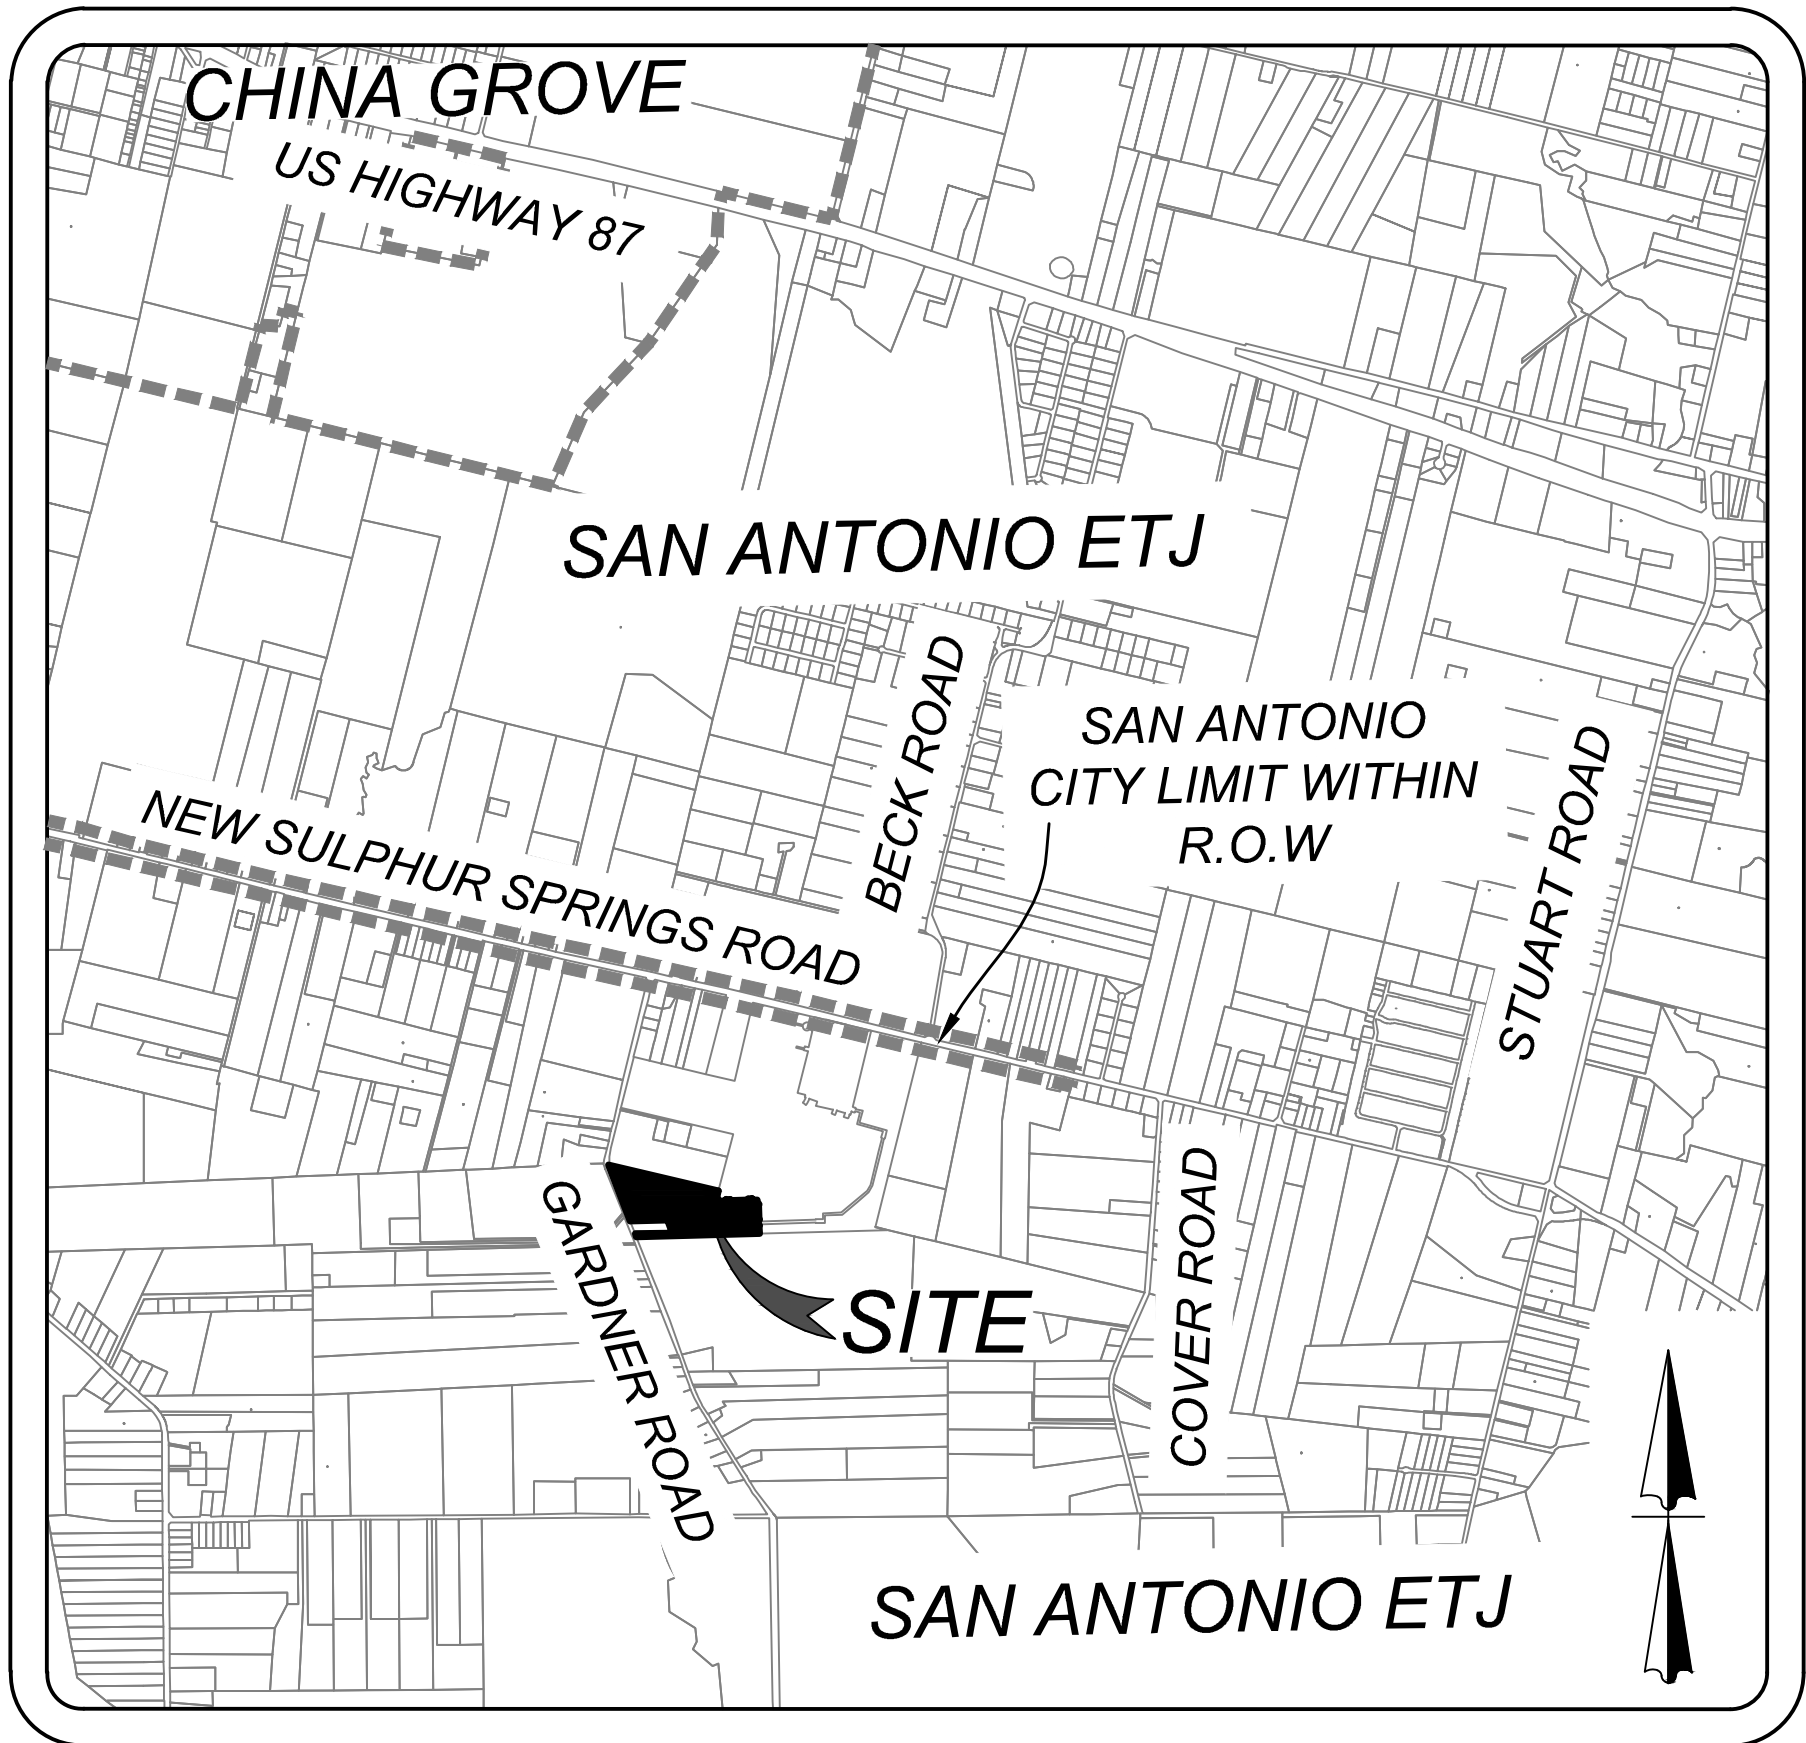 CHINA GROVE
US HIGHWAY 87
SAN ANTONIO ETJ
BECK ROAD
SAN ANTONIO
CITY LIMIT WITHIN
R.O.W
STUART ROAD
NEW SULPHUR SPRINGS ROAD
GARDNER ROAD
COVER ROAD
SITE
SAN ANTONIO ETJ